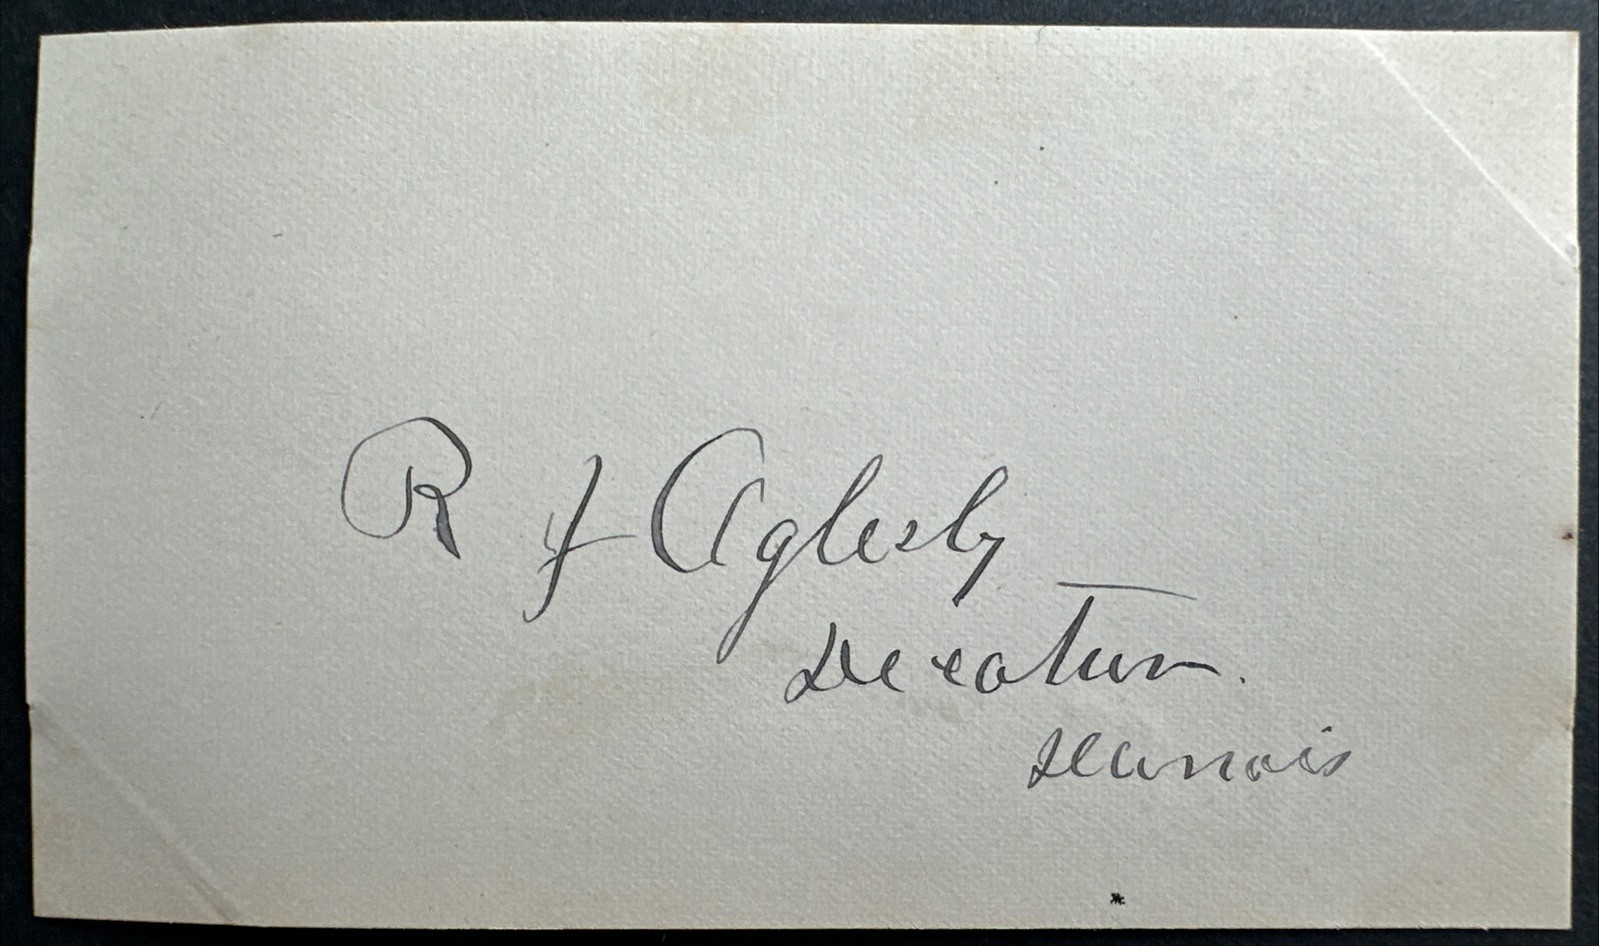 R J Oglesby
Decatur.
Illinois